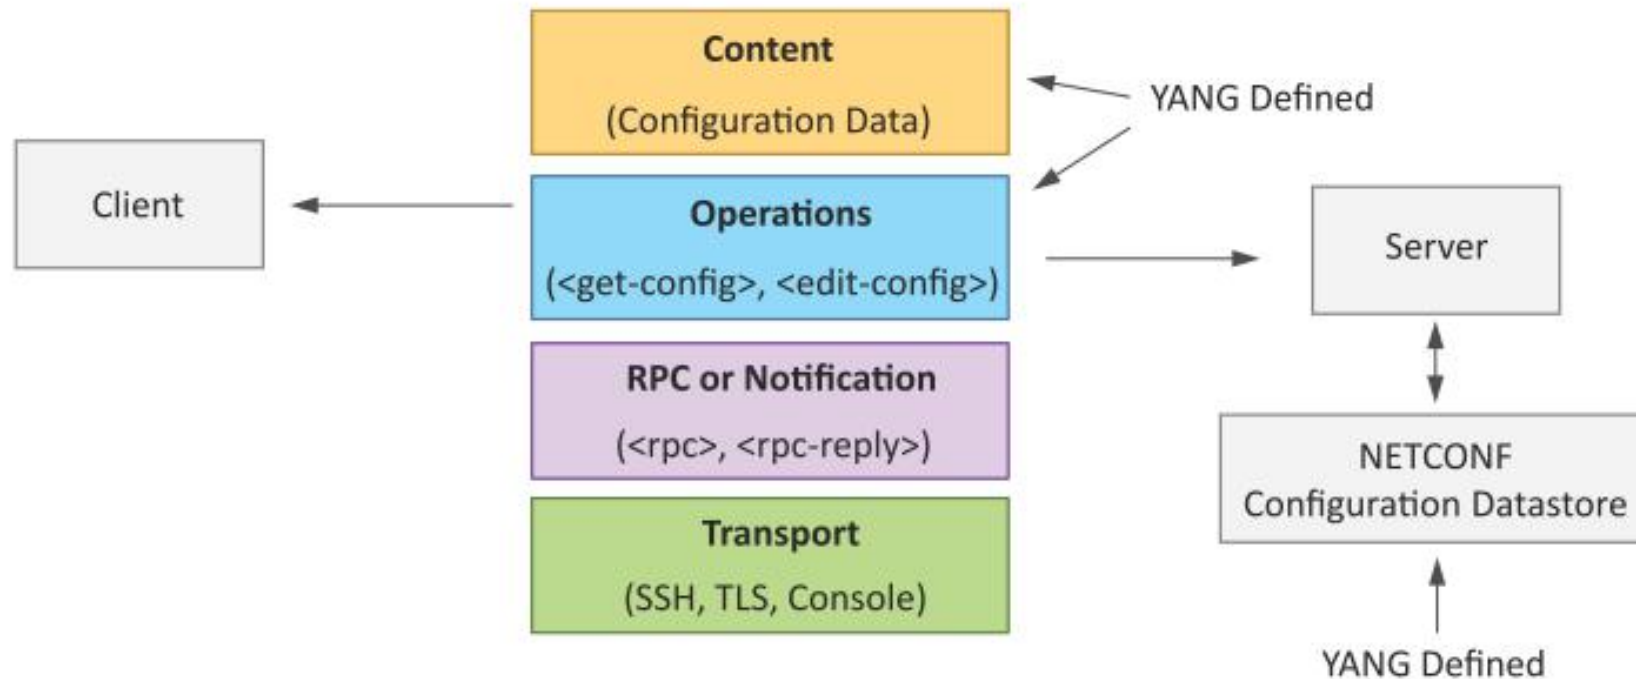 Content
(Configuration Data)
YANG Defined
Client
Operations
(<get-config>, <edit-config>)
Server
RPC or Notification
(<rpc>, <rpc-reply>)
NETCONF
Configuration Datastore
Transport
(SSH, TLS, Console)
YANG Defined